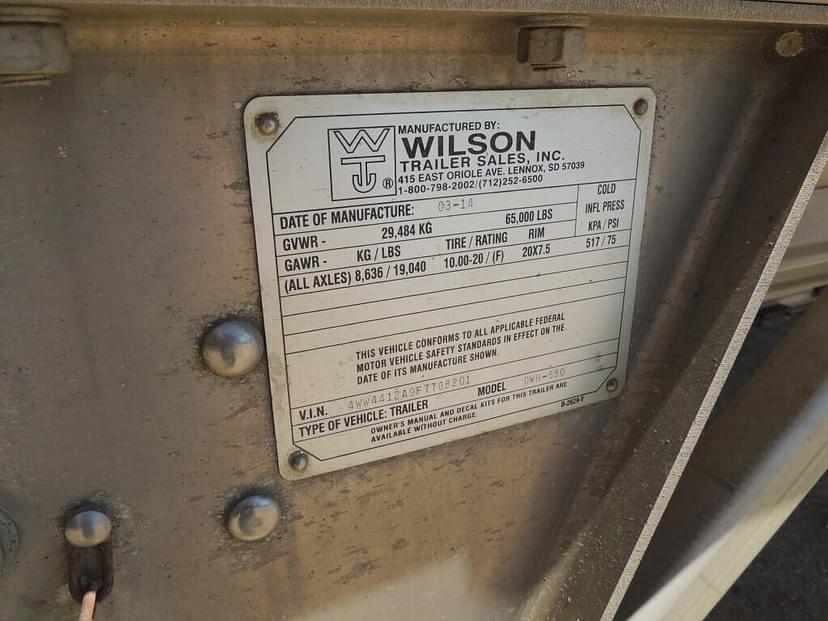 MANUFACTURED BY:
WILSON
TRAILER SALES, INC.
415 EAST ORIOLE AVE. LENNOX, SD 57039
1-800-798-2002/(712)252-6500
WT ®
DATE OF MANUFACTURE: 03-14
GVWR - 29,484 KG 65,000 LBS
COLD
INFL PRESS
KPA / PSI
GAWR - KG / LBS TIRE / RATING RIM
(ALL AXLES) 8,636 / 19,040 10.00-20 / (F) 20X7.5 517 / 75
THIS VEHICLE CONFORMS TO ALL APPLICABLE FEDERAL
MOTOR VEHICLE SAFETY STANDARDS IN EFFECT ON THE
DATE OF ITS MANUFACTURE SHOWN.
V.I.N. 4WW4412A9F7708201 MODEL DWH-550
TYPE OF VEHICLE: TRAILER
OWNER'S MANUAL AND DECAL KITS FOR THIS TRAILER ARE
AVAILABLE WITHOUT CHARGE.
B-2629-Y